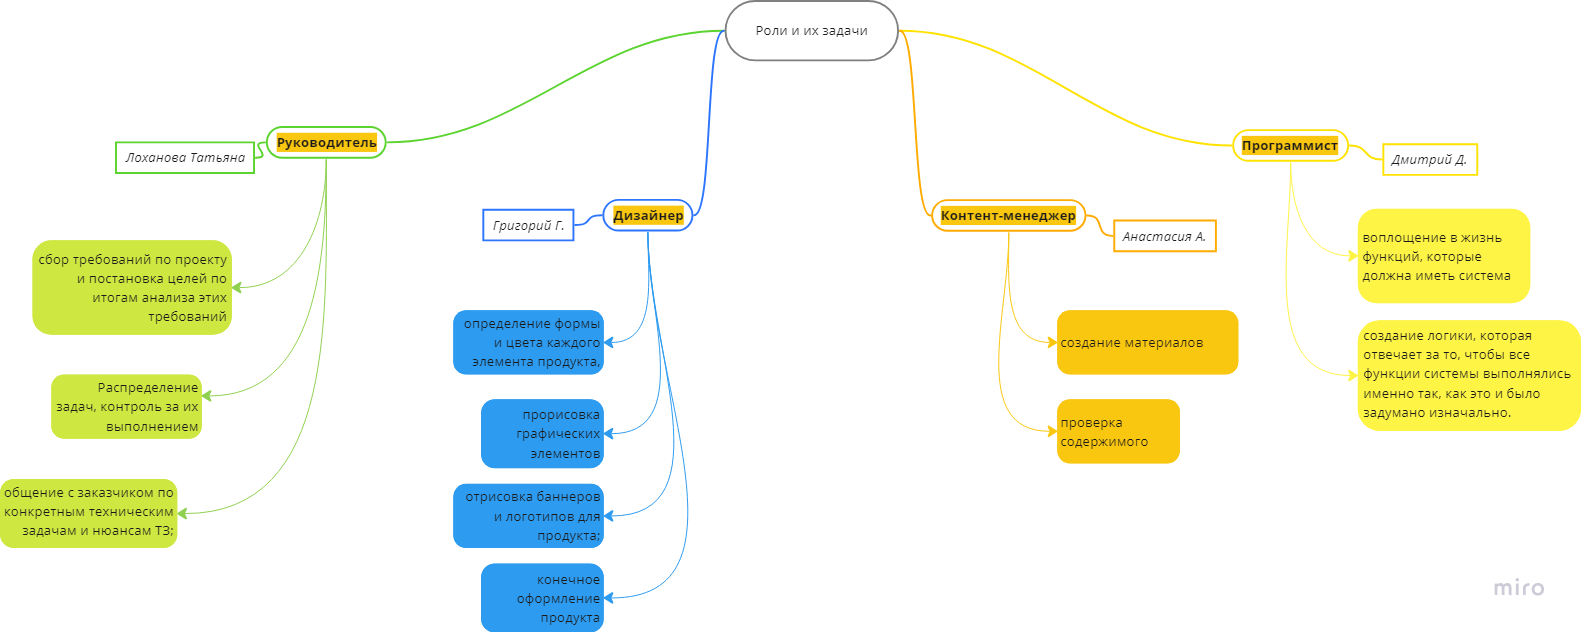 Роли и их задачи
Руководитель
Лоханова Татьяна
сбор требований по проекту
и постановка целей по
итогам анализа этих
требований
Распределение
задач, контроль за их
выполнением
общение с заказчиком по
конкретным техническим
задачам и нюансам ТЗ;
Дизайнер
Григорий Г.
определение формы
и цвета каждого
элемента продукта,
прорисовка
графических
элементов
отрисовка баннеров
и логотипов для
продукта;
конечное
оформление
продукта
Контент-менеджер
Анастасия А.
создание материалов
проверка
содержимого
Программист
Дмитрий Д.
воплощение в жизнь
функций, которые
должна иметь система
создание логики, которая
отвечает за то, чтобы все
функции системы выполнялись
именно так, как это и было
задумано изначально.
miro